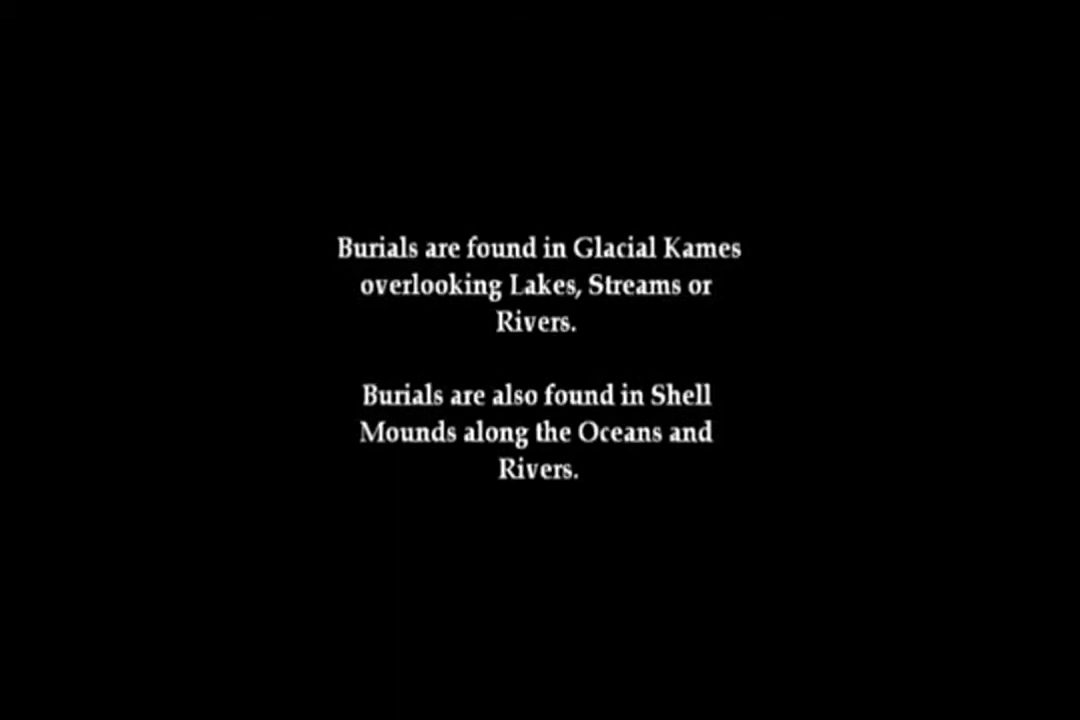 Burials are found in Glacial Kames
overlooking Lakes, Streams or
Rivers.
Burials are also found in Shell
Mounds along the Oceans and
Rivers.